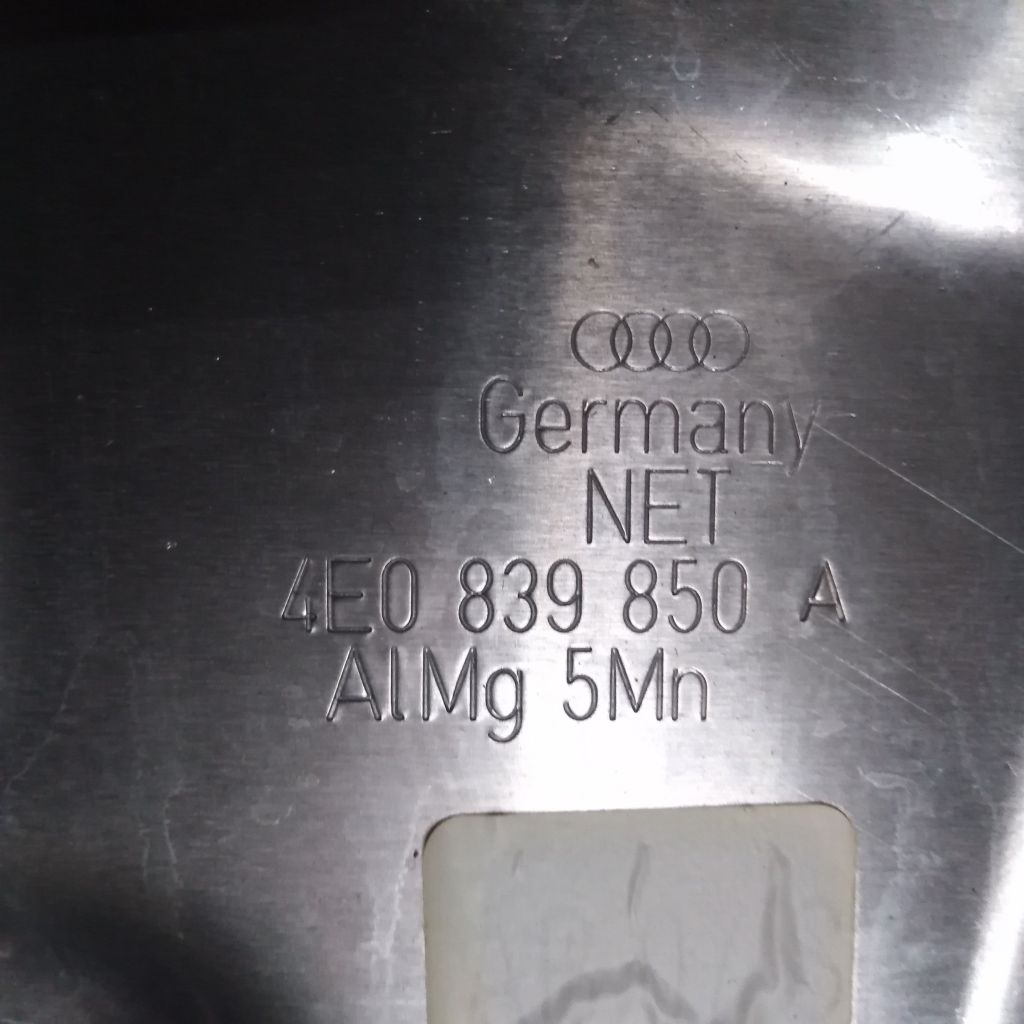 Germany
NET
4E0 839 850 A
AlMg 5Mn